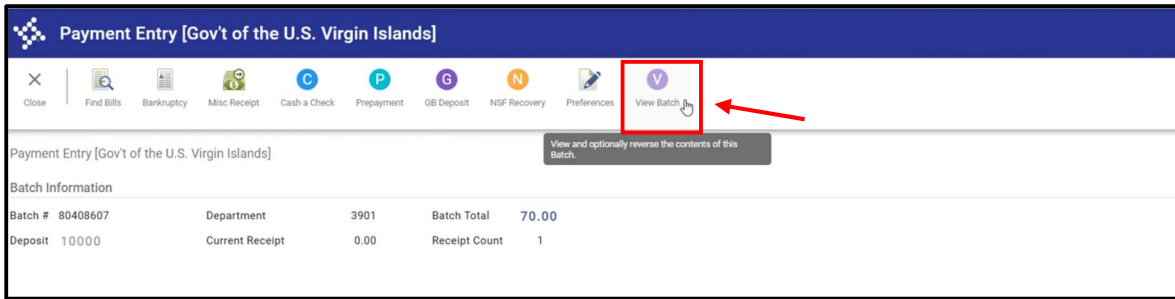 Payment Entry [Gov't of the U.S. Virgin Islands]
Close Find Bills Bankruptcy Misc Receipt C Cash a Check P Prepayment G GB Deposit N NSF Recovery Preferences V View Batch
View and optionally reverse the contents of this
Batch.
Payment Entry [Gov't of the U.S. Virgin Islands]
Batch Information
Batch # 80408607 Department 3901 Batch Total 70.00
Deposit 10000 Current Receipt 0.00 Receipt Count 1